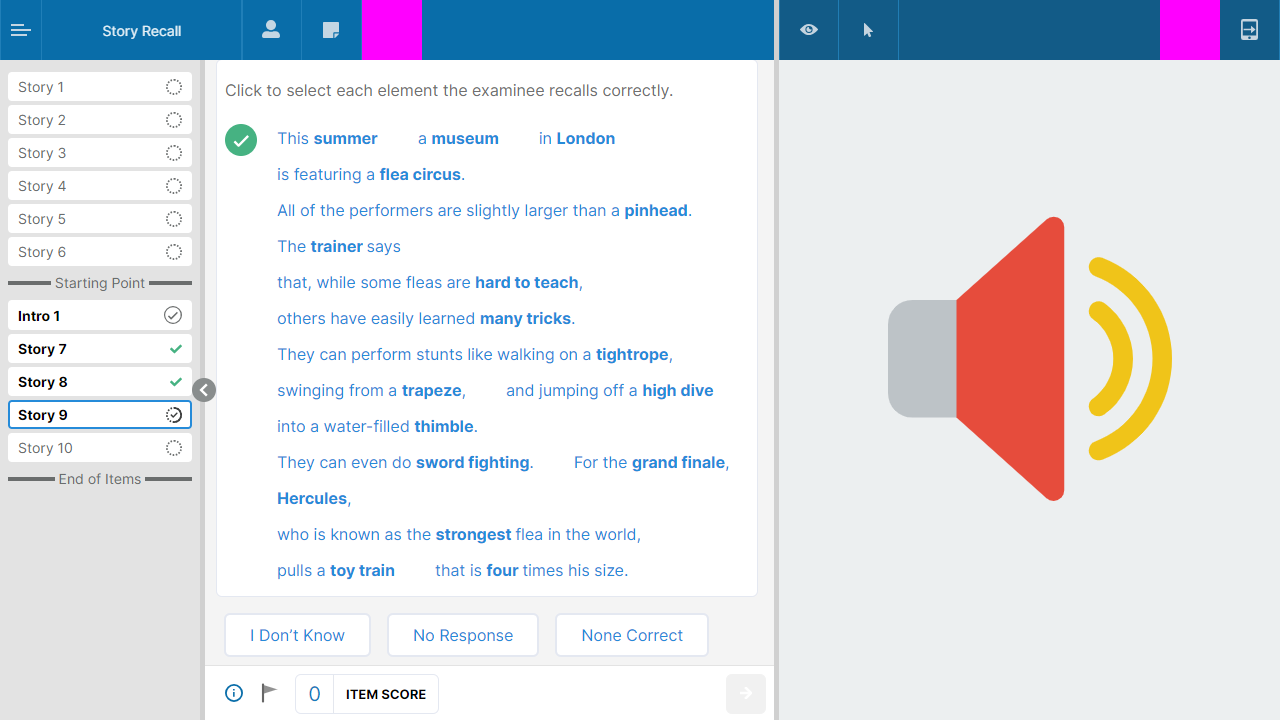 Story Recall
Story 1
Story 2
Story 3
Story 4
Story 5
Story 6
Starting Point
Intro 1
Story 7
Story 8
Story 9
Story 10
End of Items
Click to select each element the examinee recalls correctly.
This summer a museum in London
is featuring a flea circus.
All of the performers are slightly larger than a pinhead.
The trainer says
that, while some fleas are hard to teach,
others have easily learned many tricks.
They can perform stunts like walking on a tightrope,
swinging from a trapeze, and jumping off a high dive
into a water-filled thimble.
They can even do sword fighting. For the grand finale,
Hercules,
who is known as the strongest flea in the world,
pulls a toy train that is four times his size.
I Don’t Know No Response None Correct
0 ITEM SCORE